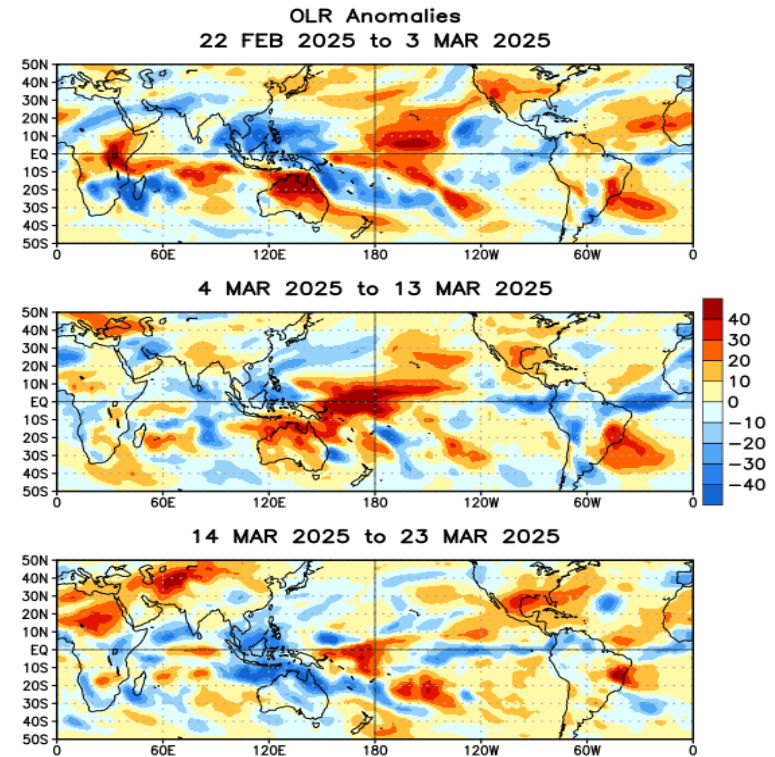 OLR Anomalies
22 FEB 2025 to 3 MAR 2025
50N
40N
30N
20N
10N
EQ
10S
20S
30S
40S
50S
0 60E 120E 180 120W 60W 0
4 MAR 2025 to 13 MAR 2025
50N
40N
30N
20N
10N
EQ
10S
20S
30S
40S
50S
0 60E 120E 180 120W 60W 0
40
30
20
10
0
-10
-20
-30
-40
14 MAR 2025 to 23 MAR 2025
50N
40N
30N
20N
10N
EQ
10S
20S
30S
40S
50S
0 60E 120E 180 120W 60W 0